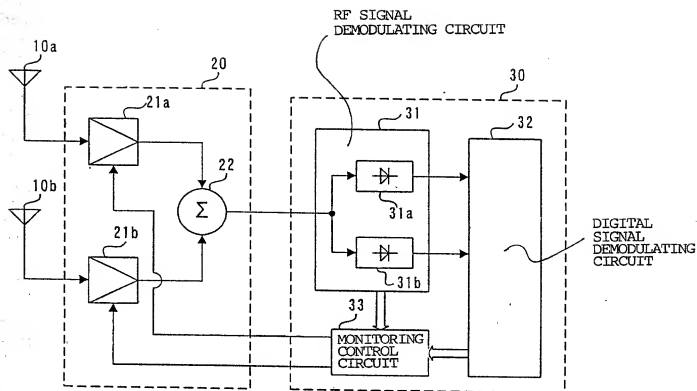 RF SIGNAL
DEMODULATING CIRCUIT
10a
20
30
21a
31
32
22
31a
Σ
10b
21b
31b
DIGITAL
SIGNAL
DEMODULATING
CIRCUIT
33
MONITORING
CONTROL
CIRCUIT